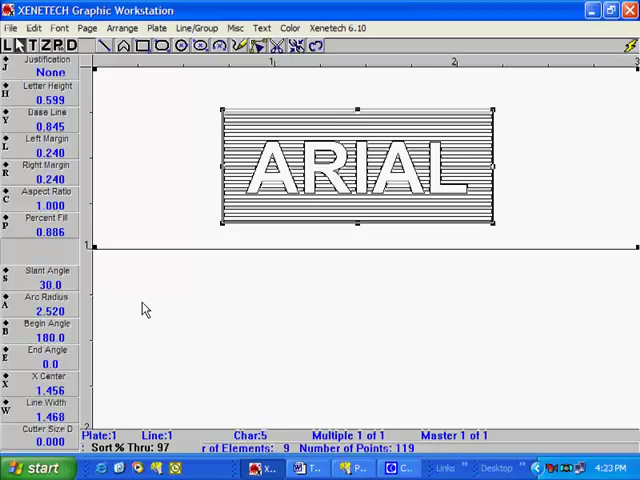 XENETECH Graphic Workstation
File Edit Font Page Arrange Line/Group Misc Text Color Xenetech 6.10
L T Z P D
J Justification
None
H Letter Height
0.599
Y Base Line
0.845
L Left Margin
0.240
R Right Margin
0.240
C Aspect Ratio
1.000
P Percent Fill
0.886
S Slant Angle
30.0
A Arc Radius
2.520
B Begin Angle
180.0
E End Angle
0.0
X X Center
1.456
W Line Width
1.468
Cutter Size D
0.000
1 2 3
ARIAL
1
2
Plate:1 Line:1 Char:5 Multiple 1 of 1 Master 1 of 1
Sort % Thru: 97 r of Elements: 9 Number of Points: 119
start X... T... P... C... Links Desktop 4:23 PM